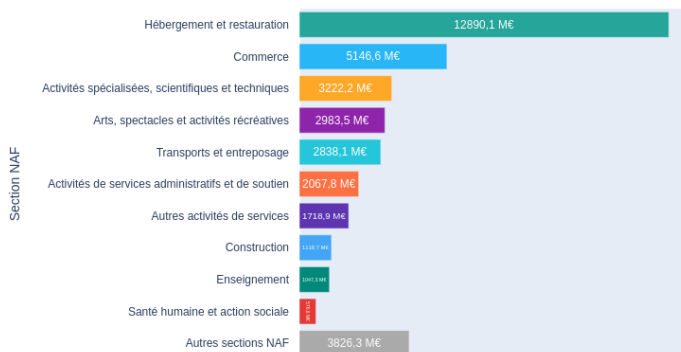 Section NAF
Hébergement et restauration 12890,1 M€
Commerce 5146,6 M€
Activités spécialisées, scientifiques et techniques 3222,2 M€
Arts, spectacles et activités récréatives 2983,5 M€
Transports et entreposage 2838,1 M€
Activités de services administratifs et de soutien 2067,8 M€
Autres activités de services 1718,9 M€
Construction
Enseignement 1047,3 M€
Santé humaine et action sociale
Autres sections NAF 3826,3 M€